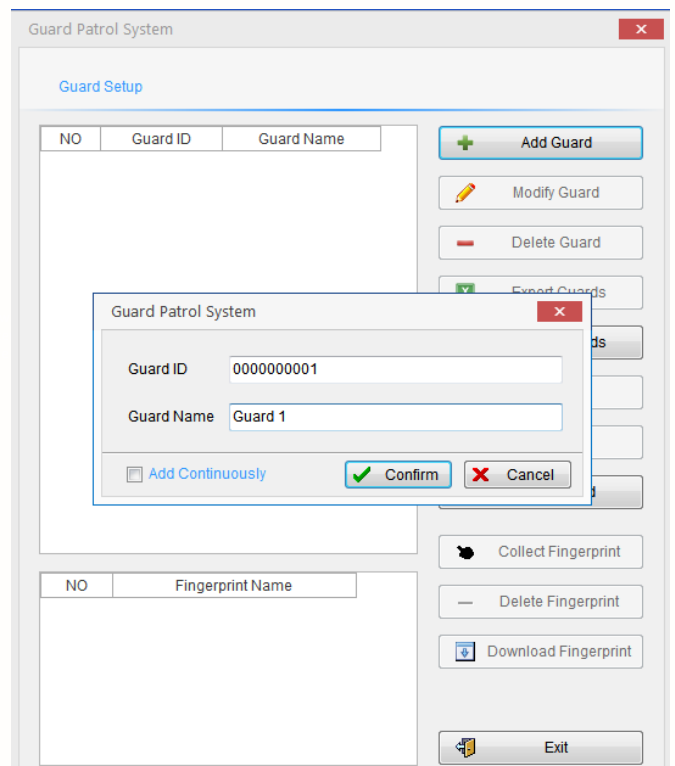 Guard Patrol System
Guard Setup
NO Guard ID Guard Name
Add Guard
Modify Guard
Delete Guard
Export Guards
Guard Patrol System
Guard ID 0000000001
Guard Name Guard 1
Add Continuously Confirm Cancel
Collect Fingerprint
NO Fingerprint Name
Delete Fingerprint
Download Fingerprint
Exit